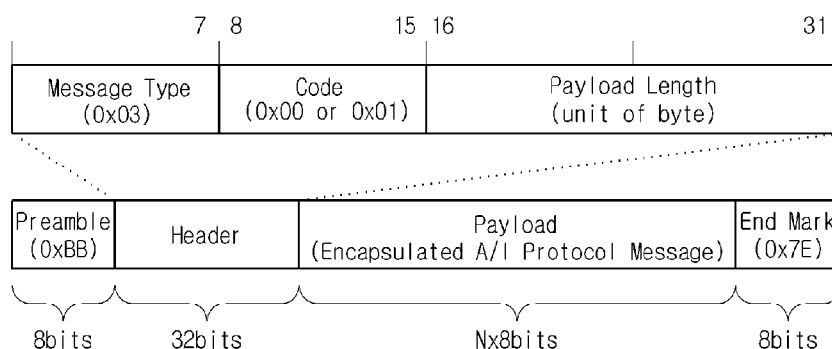 7 8 15 16 31
Message Type Code Payload Length
(0x03) (0x00 or 0x01) (unit of byte)
Preamble Header Payload End Mark
(0xBB) (Encapsulated A/I Protocol Message) (0x7E)
8bits 32bits Nx8bits 8bits